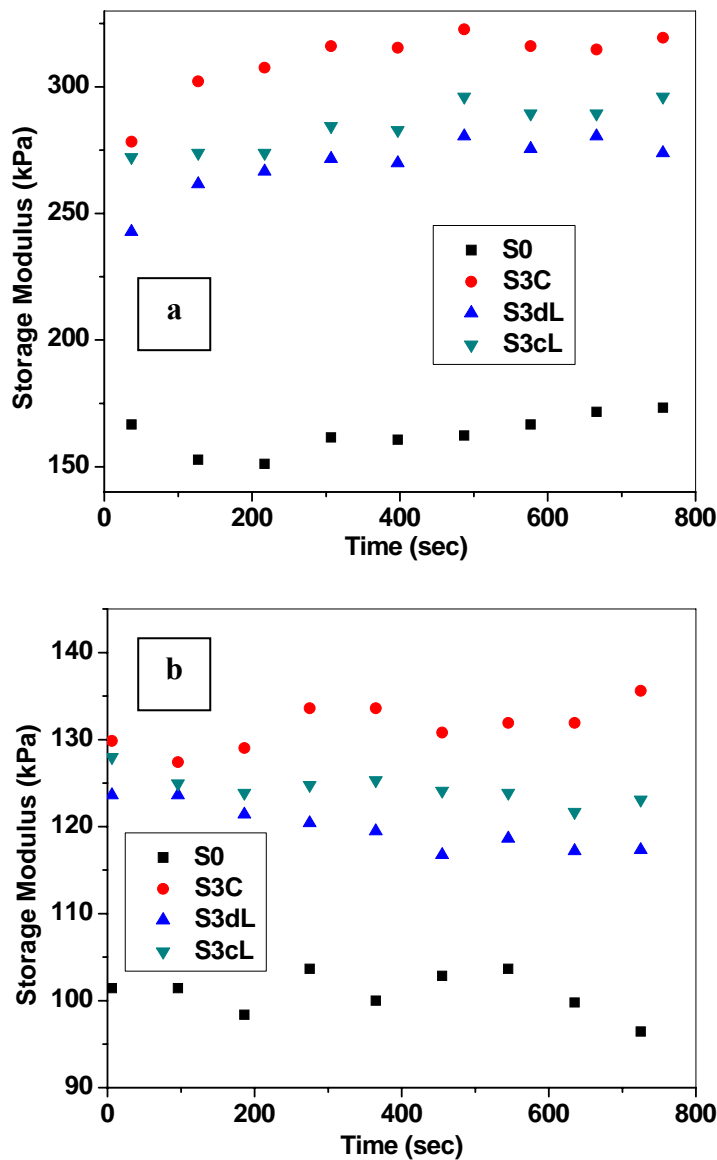 300
250
200
150
Storage Modulus (kPa)
a
S0
S3C
S3dL
S3cL
0 200 400 600 800
Time (sec)
140
130
120
110
100
90
Storage Modulus (kPa)
b
S0
S3C
S3dL
S3cL
0 200 400 600 800
Time (sec)